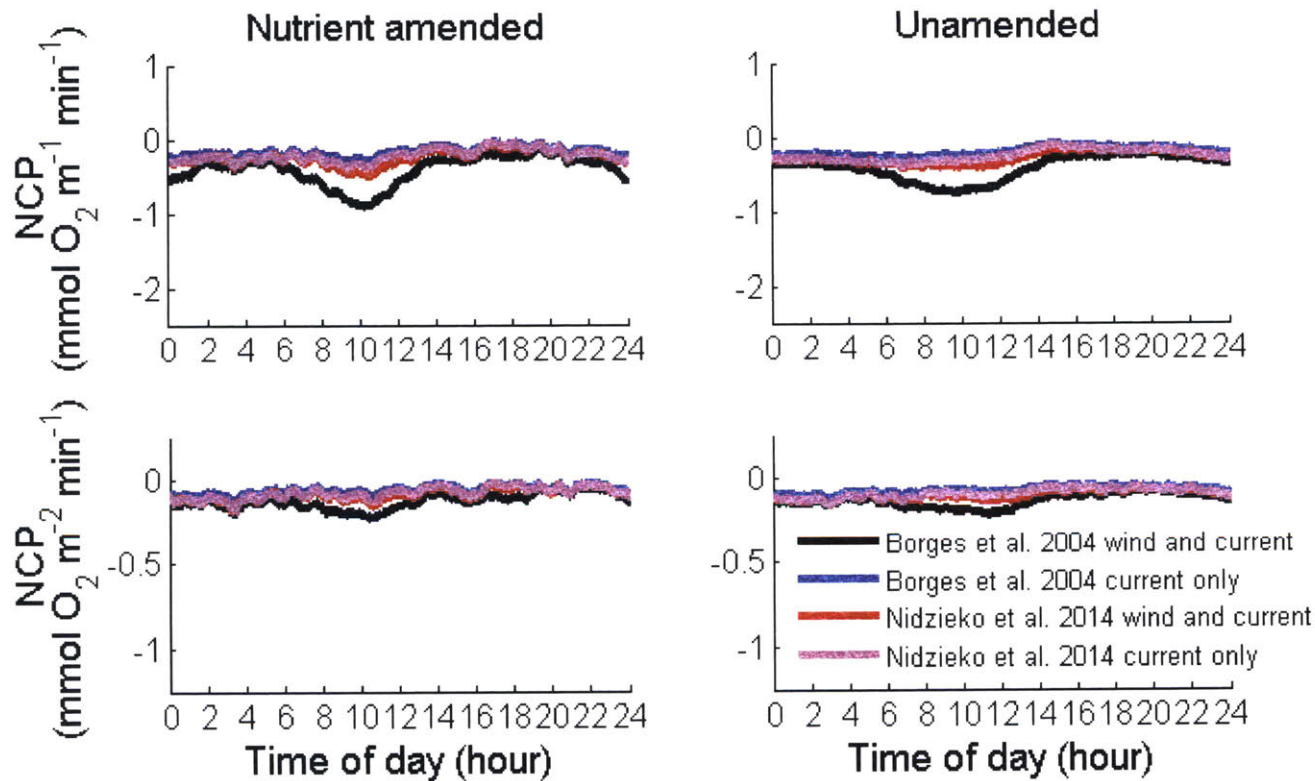 Nutrient amended
Unamended
NCP
(mmol O₂ m⁻¹ min⁻¹)
1
0
-1
-2
0 2 4 6 8 10 12 14 16 18 20 22 24
1
0
-1
-2
0 2 4 6 8 10 12 14 16 18 20 22 24
NCP
(mmol O₂ m⁻² min⁻¹)
0
-0.5
-1
0 2 4 6 8 10 12 14 16 18 20 22 24
Time of day (hour)
0
-0.5
-1
Borges et al. 2004 wind and current
Borges et al. 2004 current only
Nidzieko et al. 2014 wind and current
Nidzieko et al. 2014 current only
0 2 4 6 8 10 12 14 16 18 20 22 24
Time of day (hour)